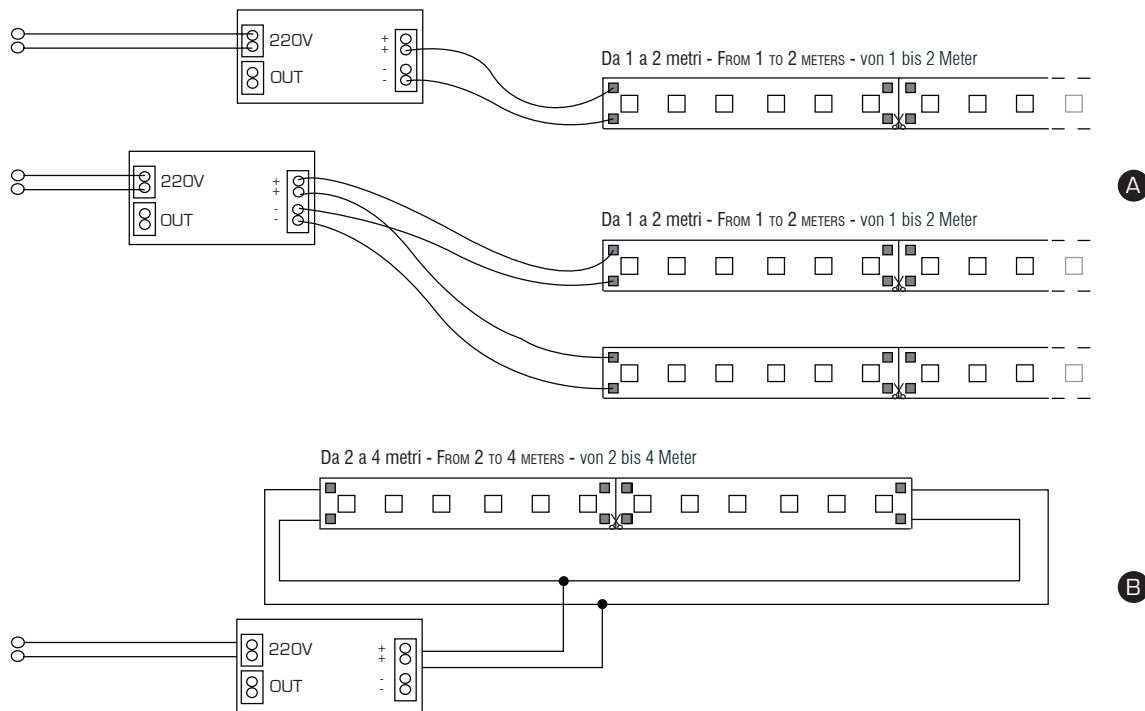 220V
OUT
+
+
-
-
Da 1 a 2 metri - From 1 to 2 meters - von 1 bis 2 Meter
220V
OUT
+
+
-
-
A
Da 1 a 2 metri - From 1 to 2 meters - von 1 bis 2 Meter
Da 2 a 4 metri - From 2 to 4 meters - von 2 bis 4 Meter
B
220V
OUT
+
+
-
-